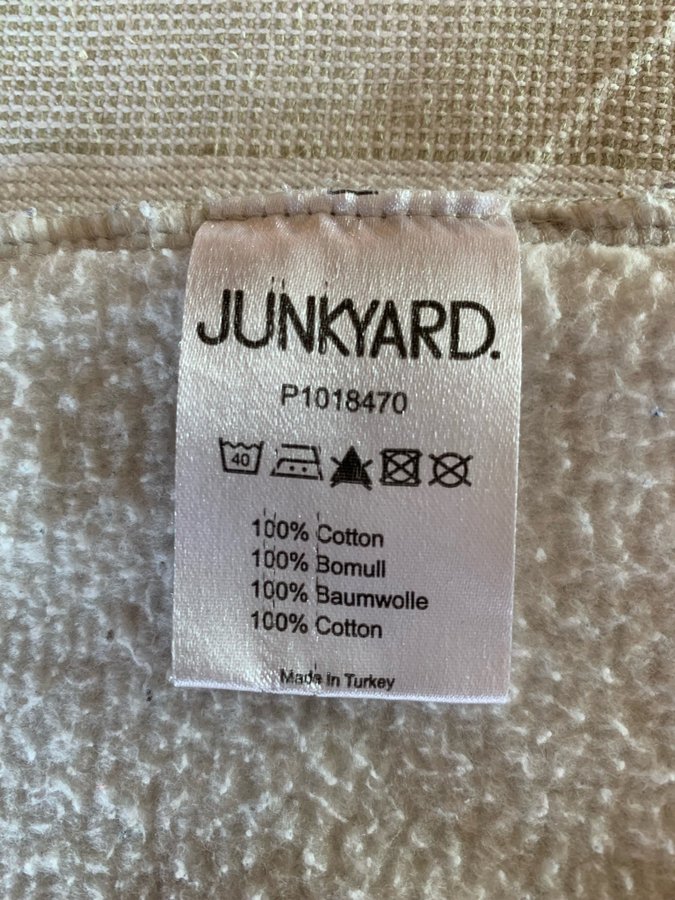 JUNKYARD.
P1018470
40
100% Cotton
100% Bomull
100% Baumwolle
100% Cotton
Made in Turkey